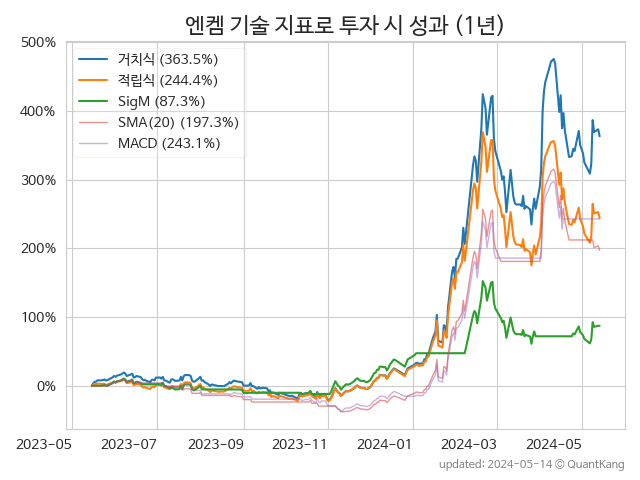 엔켐 기술 지표로 투자 시 성과 (1년)
500%
400%
300%
200%
100%
0%
거치식 (363.5%)
적립식 (244.4%)
SigM (87.3%)
SMA(20) (197.3%)
MACD (243.1%)
2023-05 2023-07 2023-09 2023-11 2024-01 2024-03 2024-05
updated: 2024-05-14 © QuantKang